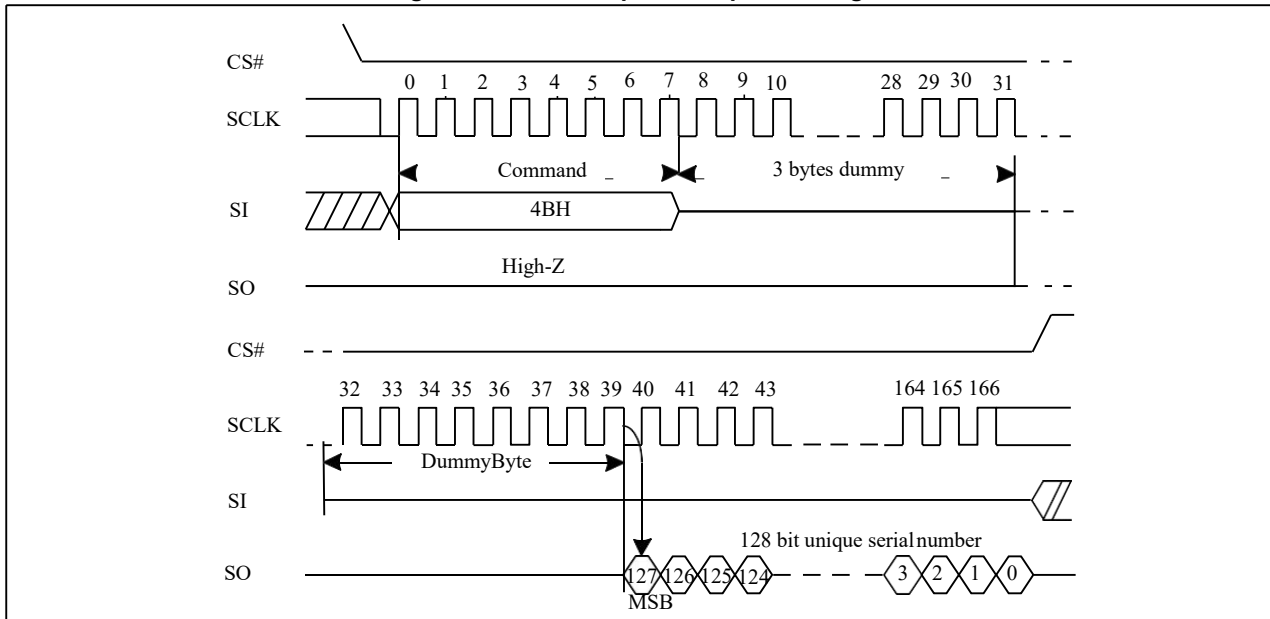 CS#
0 1 2 3 4 5 6 7 8 9 10 28 29 30 31
SCLK
Command 3 bytes dummy
SI 4BH
High-Z
SO
CS#
32 33 34 35 36 37 38 39 40 41 42 43 164 165 166
SCLK
DummyByte
SI
128 bit unique serial number
SO 127 126 125 124 3 2 1 0
MSB